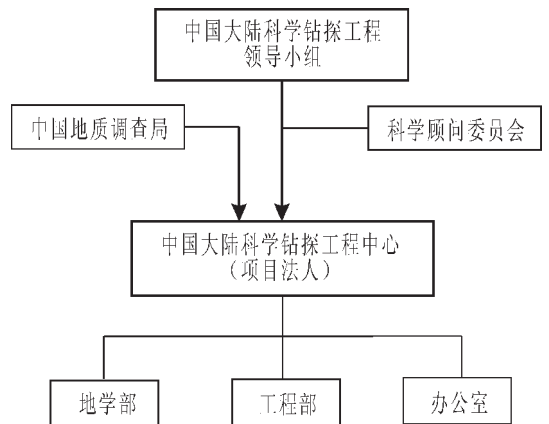 中国大陆科学钻探工程
领导小组
中国地质调查局
科学顾问委员会
中国大陆科学钻探工程中心
(项目法人)
地学部
工程部
办公室